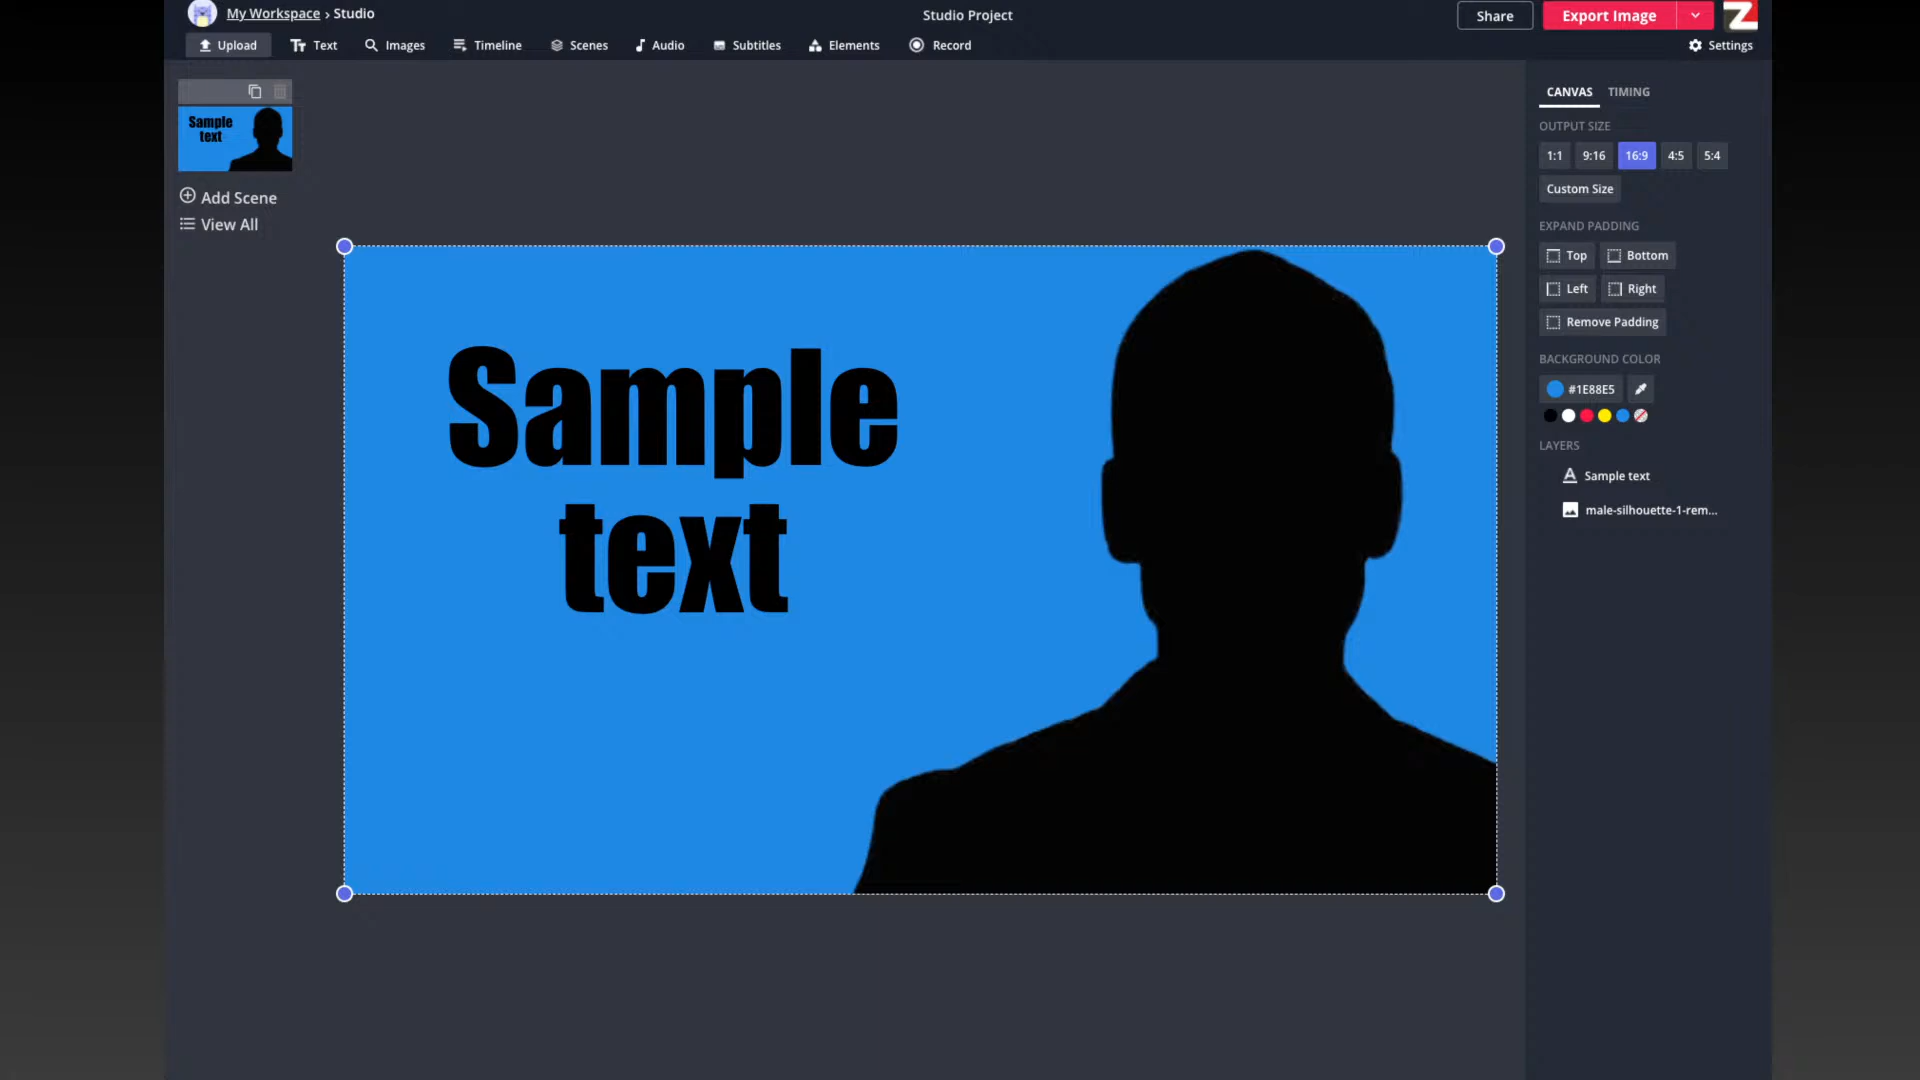 My Workspace › Studio
Studio Project
Share
Export Image
Upload
Text
Images
Timeline
Scenes
Audio
Subtitles
Elements
Record
Settings
Sample
text
Add Scene
View All
Sample
text
CANVAS
TIMING
OUTPUT SIZE
1:1
9:16
16:9
4:5
5:4
Custom Size
EXPAND PADDING
Top
Bottom
Left
Right
Remove Padding
BACKGROUND COLOR
#1E88E5
LAYERS
Sample text
male-silhouette-1-rem...